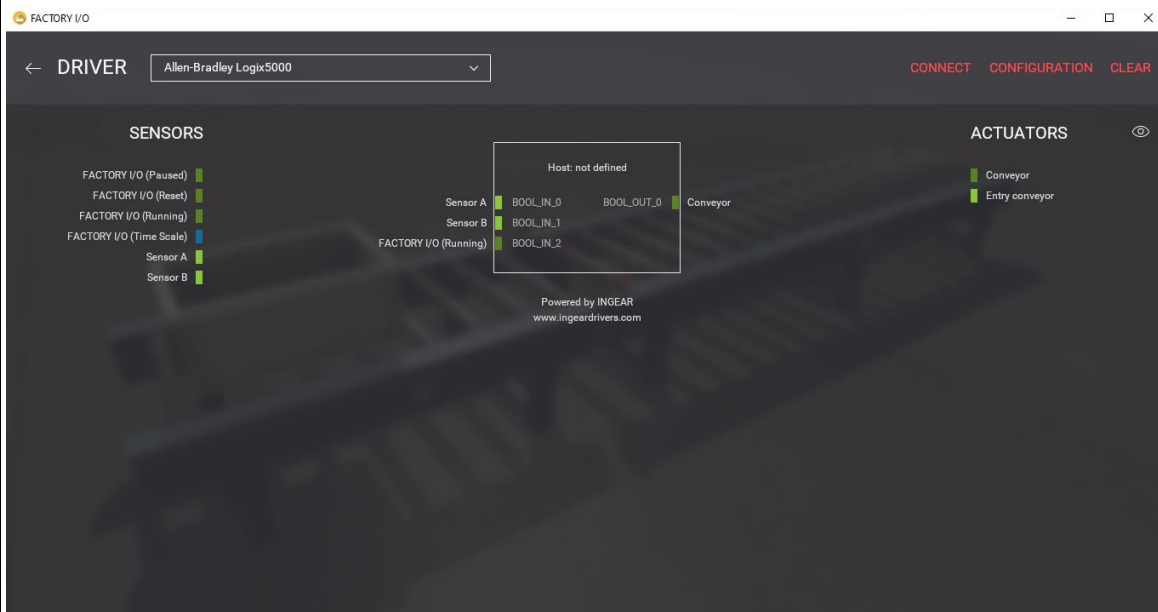 FACTORY I/O
DRIVER
Allen-Bradley Logix5000
CONNECT CONFIGURATION CLEAR
SENSORS
FACTORY I/O (Paused)
FACTORY I/O (Reset)
FACTORY I/O (Running)
FACTORY I/O (Time Scale)
Sensor A
Sensor B
Host: not defined
Sensor A BOOL_IN_0 BOOL_OUT_0 Conveyor
Sensor B BOOL_IN_1
FACTORY I/O (Running) BOOL_IN_2
Powered by INGEAR
www.ingeardrivers.com
ACTUATORS
Conveyor
Entry conveyor